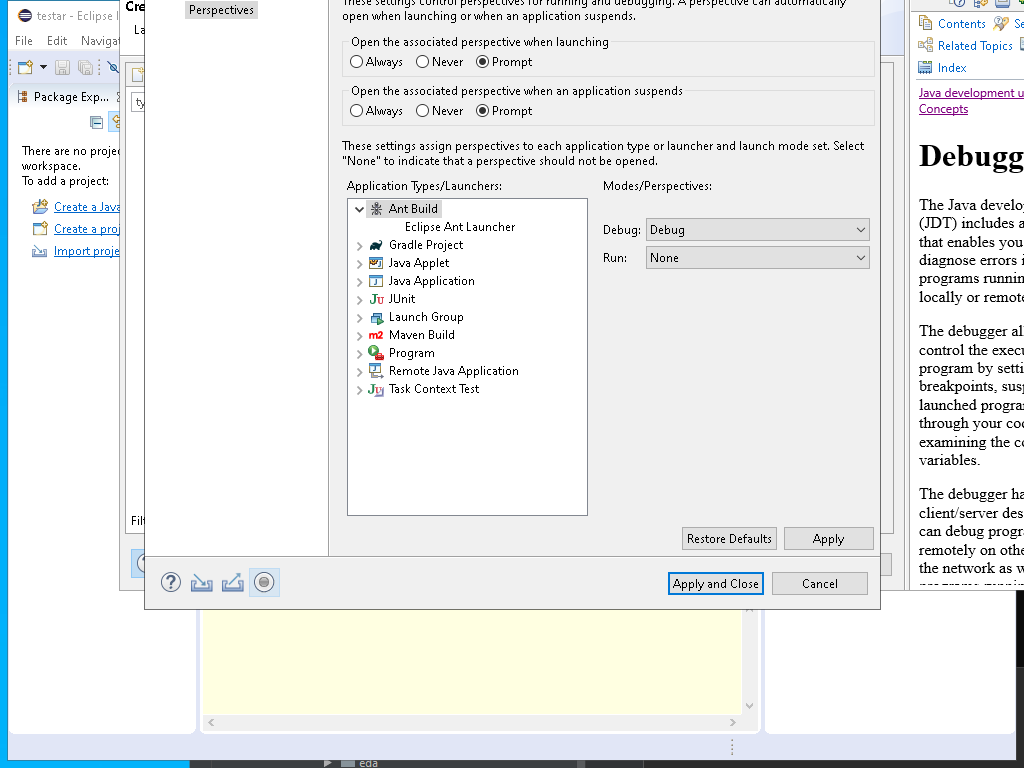 testar - Eclipse I
File Edit Navigat
Package Exp...
There are no proje
workspace.
To add a project:
Create a Java
Create a proj
Import proje
Cre
La
ty
Filt
Perspectives
These settings control perspectives for running and debugging. A perspective can automatically
open when launching or when an application suspends.
Open the associated perspective when launching
Always Never Prompt
Open the associated perspective when an application suspends
Always Never Prompt
These settings assign perspectives to each application type or launcher and launch mode set. Select
"None" to indicate that a perspective should not be opened.
Application Types/Launchers:
Modes/Perspectives:
Ant Build
Eclipse Ant Launcher
Gradle Project
Java Applet
Java Application
JUnit
Launch Group
Maven Build
Program
Remote Java Application
Task Context Test
Debug: Debug
Run: None
Restore Defaults Apply
Apply and Close Cancel
Contents Se
Related Topics
Index
Java development u
Concepts
Debugg
The Java develo
(JDT) includes a
that enables you
diagnose errors i
programs runnin
locally or remote
The debugger al
control the execu
program by setti
breakpoints, susp
launched progra
through your cod
examining the co
variables.
The debugger ha
client/server des
can debug progra
remotely on othe
the network as w
eda